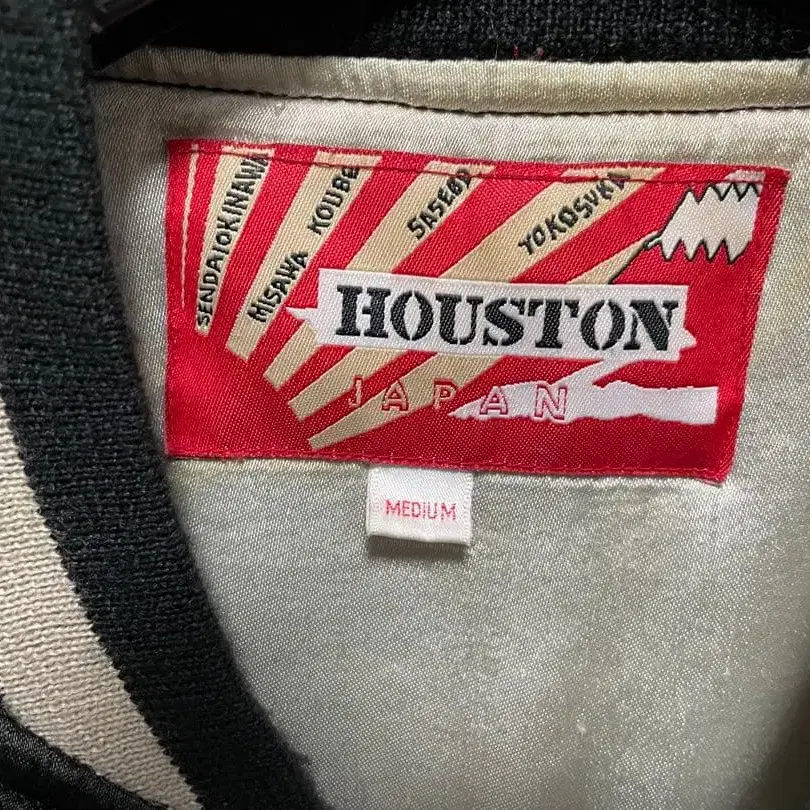 SENDAI OKINAWA
MISAWA KOUBE
SASEBO
YOKOSUKA
HOUSTON
JAPAN
MEDIUM